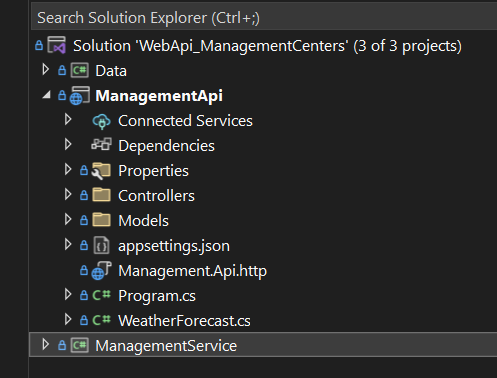 Search Solution Explorer (Ctrl+;)
Solution 'WebApi_ManagementCenters' (3 of 3 projects)
C# Data
ManagementApi
Connected Services
Dependencies
Properties
Controllers
Models
appsettings.json
Management.Api.http
C# Program.cs
C# WeatherForecast.cs
C# ManagementService